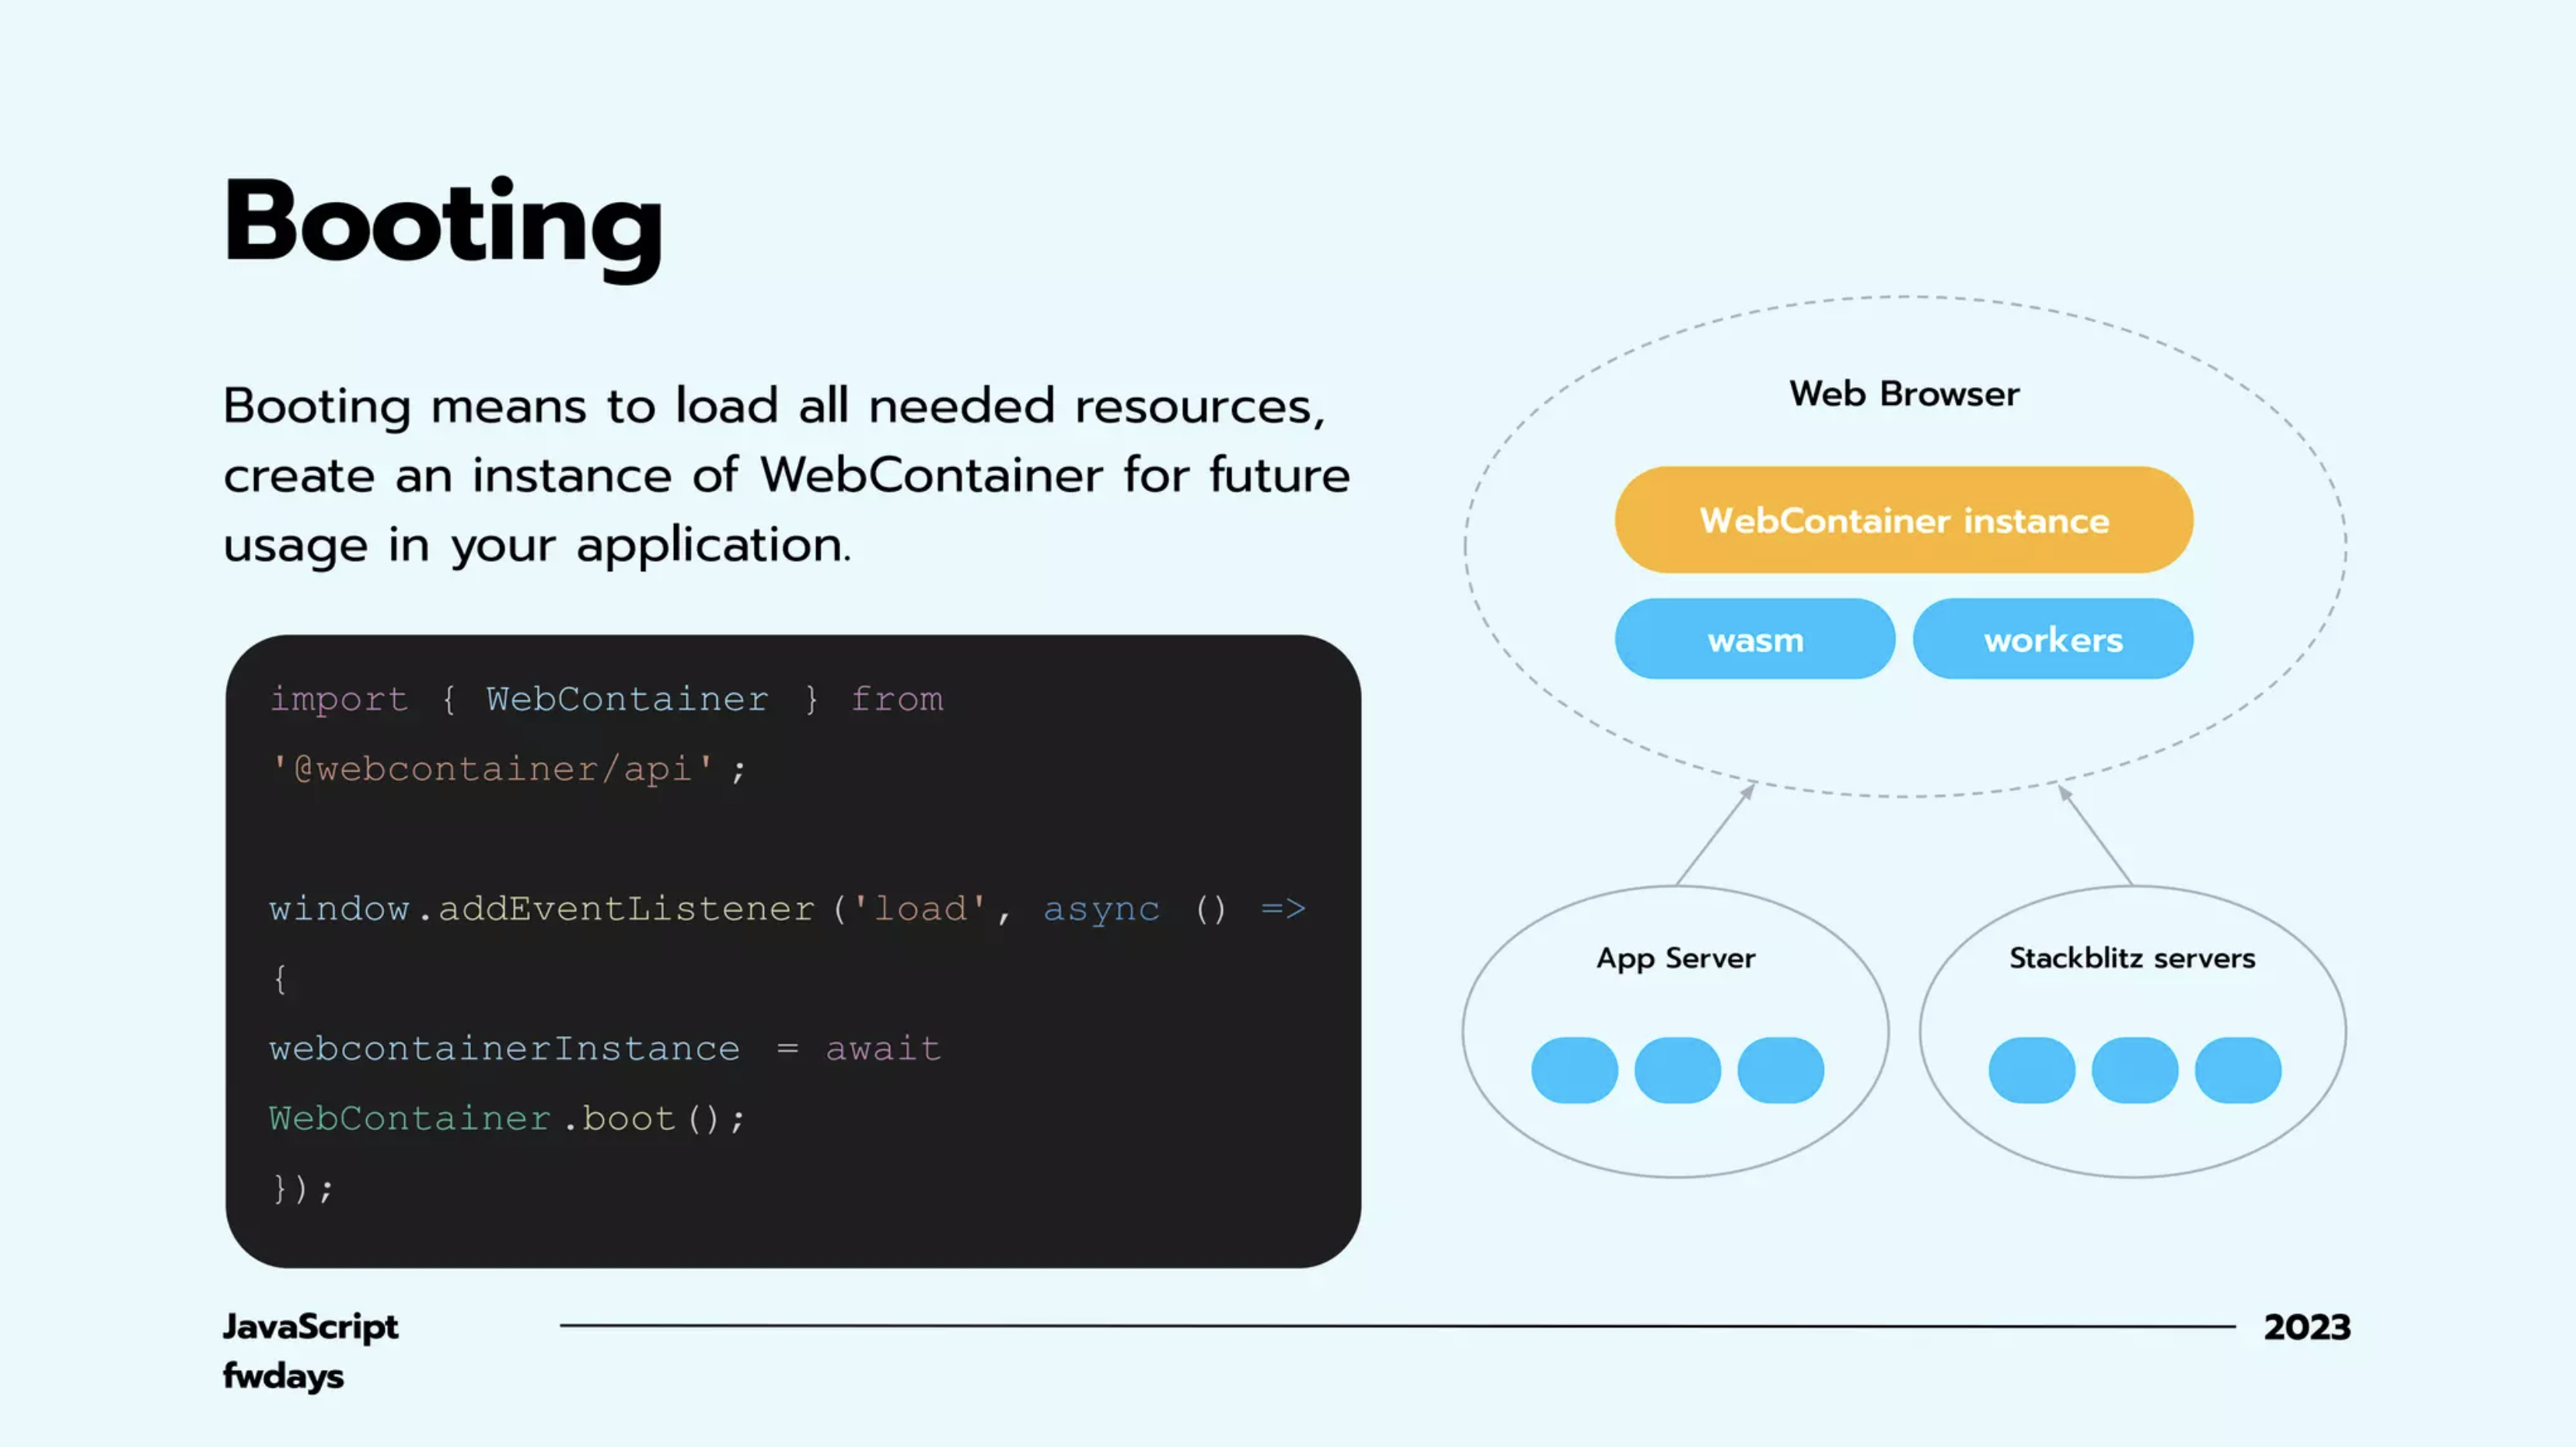 Booting
Booting means to load all needed resources,
create an instance of WebContainer for future
usage in your application.
import { WebContainer } from
'@webcontainer/api';
window.addEventListener('load', async () =>
{
webcontainerInstance = await
WebContainer.boot();
});
Web Browser
WebContainer instance
wasm workers
App Server Stackblitz servers
JavaScript
fwdays
2023